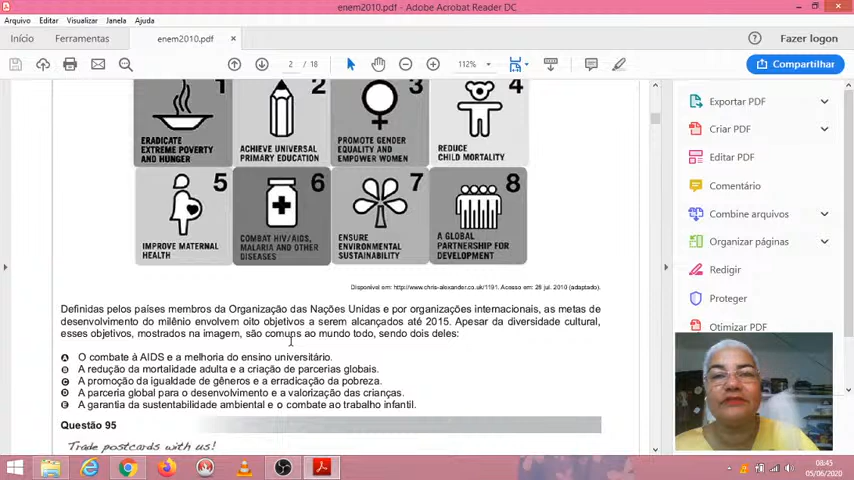 enem2010.pdf - Adobe Acrobat Reader DC
Arquivo Editar Visualizar Janela Ajuda
Início Ferramentas enem2010.pdf × Fazer logon
2 / 18 112% Compartilhar
1 2 3 4
ERADICATE
EXTREME POVERTY
AND HUNGER
ACHIEVE UNIVERSAL
PRIMARY EDUCATION
PROMOTE GENDER
EQUALITY AND
EMPOWER WOMEN
REDUCE
CHILD MORTALITY
5 6 7 8
IMPROVE MATERNAL
HEALTH
COMBAT HIV/AIDS,
MALARIA AND OTHER
DISEASES
ENSURE
ENVIRONMENTAL
SUSTAINABILITY
A GLOBAL
PARTNERSHIP FOR
DEVELOPMENT
Disponível em: http://www.chris-alexander.co.uk/1191. Acesso em: 28 jul. 2010 (adaptado).
Definidas pelos países membros da Organização das Nações Unidas e por organizações internacionais, as metas de
desenvolvimento do milênio envolvem oito objetivos a serem alcançados até 2015. Apesar da diversidade cultural,
esses objetivos, mostrados na imagem, são comuns ao mundo todo, sendo dois deles:
A O combate à AIDS e a melhoria do ensino universitário.
B A redução da mortalidade adulta e a criação de parcerias globais.
C A promoção da igualdade de gêneros e a erradicação da pobreza.
D A parceria global para o desenvolvimento e a valorização das crianças.
E A garantia da sustentabilidade ambiental e o combate ao trabalho infantil.
Questão 95
Trade postcards with us!
Exportar PDF
Criar PDF
Editar PDF
Comentário
Combine arquivos
Organizar páginas
Redigir
Proteger
Otimizar PDF
08:45
05/06/2020